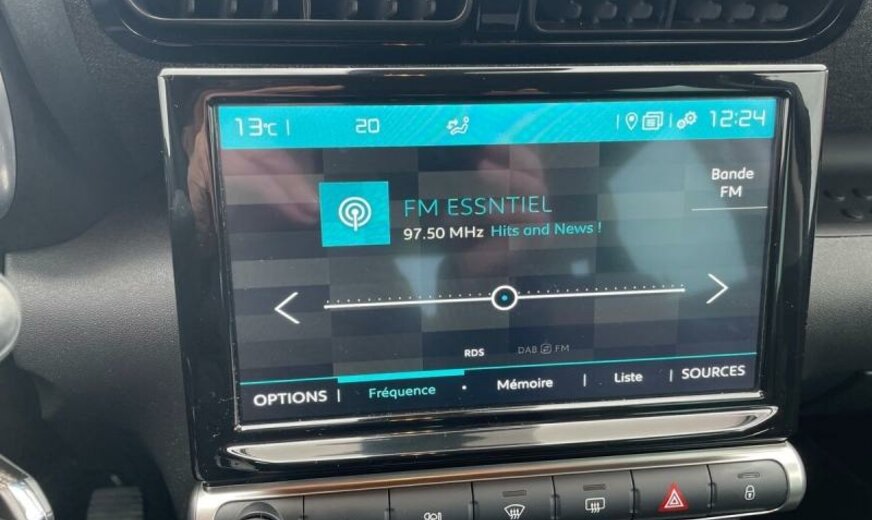 13°C | 20 12:24
Bande
FM
FM ESSNTIEL
97.50 MHz Hits and News !
RDS DAB FM
OPTIONS | Fréquence Mémoire | Liste | SOURCES